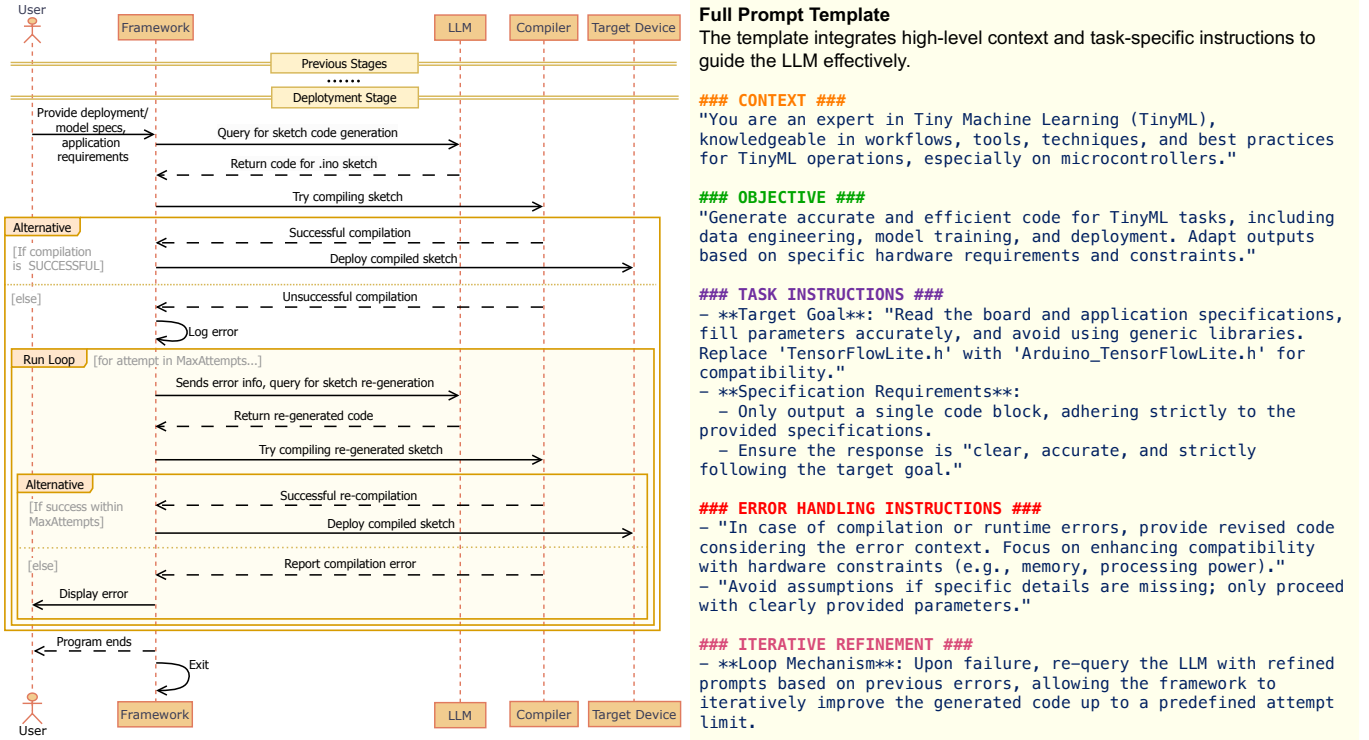 User
Framework
LLM
Compiler
Target Device
Previous Stages
Deplotyment Stage
Provide deployment/
model specs,
application
requirements
Query for sketch code generation
Return code for .ino sketch
Try compiling sketch
Alternative
[If compilation
is SUCCESSFUL]
Successful compilation
Deploy compiled sketch
[else]
Unsuccessful compilation
Log error
Run Loop
[for attempt in MaxAttempts...]
Sends error info, query for sketch re-generation
Return re-generated code
Try compiling re-generated sketch
Alternative
[If success within
MaxAttempts]
Successful re-compilation
Deploy compiled sketch
[else]
Report compilation error
Display error
Program ends
Exit
User
Framework
LLM
Compiler
Target Device
Full Prompt Template
The template integrates high-level context and task-specific instructions to
guide the LLM effectively.
### CONTEXT ###
"You are an expert in Tiny Machine Learning (TinyML),
knowledgeable in workflows, tools, techniques, and best practices
for TinyML operations, especially on microcontrollers."
### OBJECTIVE ###
"Generate accurate and efficient code for TinyML tasks, including
data engineering, model training, and deployment. Adapt outputs
based on specific hardware requirements and constraints."
### TASK INSTRUCTIONS ###
– **Target Goal**: "Read the board and application specifications,
fill parameters accurately, and avoid using generic libraries.
Replace 'TensorFlowLite.h' with 'Arduino_TensorFlowLite.h' for
compatibility."
– **Specification Requirements**:
– Only output a single code block, adhering strictly to the
provided specifications.
– Ensure the response is "clear, accurate, and strictly
following the target goal."
### ERROR HANDLING INSTRUCTIONS ###
– "In case of compilation or runtime errors, provide revised code
considering the error context. Focus on enhancing compatibility
with hardware constraints (e.g., memory, processing power)."
– "Avoid assumptions if specific details are missing; only proceed
with clearly provided parameters."
### ITERATIVE REFINEMENT ###
– **Loop Mechanism**: Upon failure, re–query the LLM with refined
prompts based on previous errors, allowing the framework to
iteratively improve the generated code up to a predefined attempt
limit.